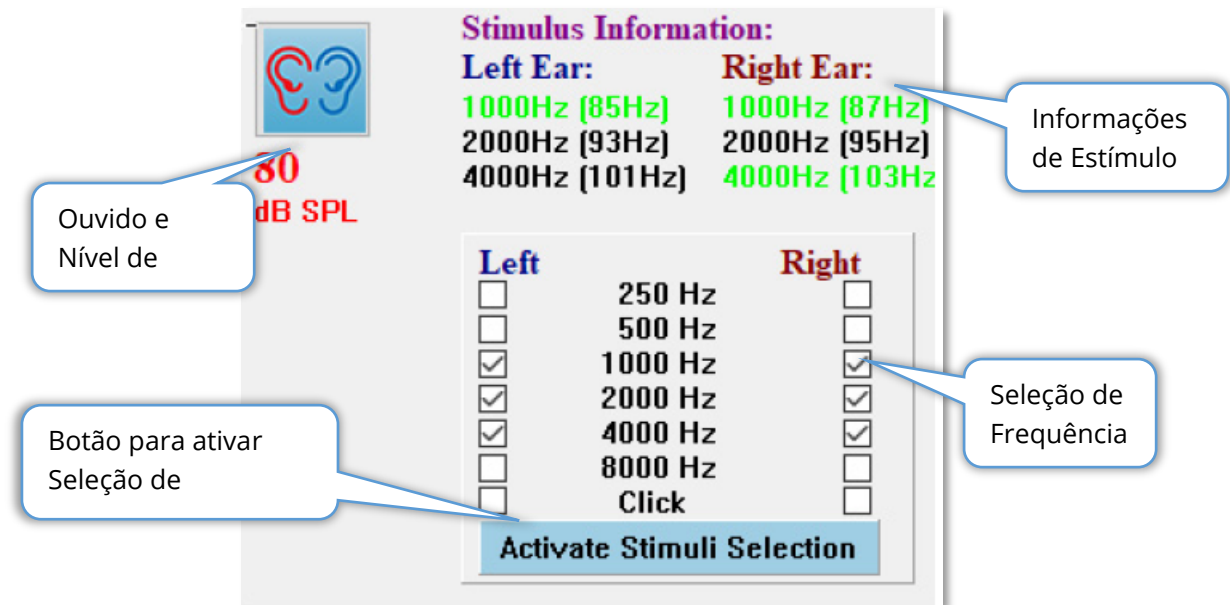 Stimulus Information:
Left Ear: Right Ear:
1000Hz (85Hz) 1000Hz (87Hz)
2000Hz (93Hz) 2000Hz (95Hz)
4000Hz (101Hz) 4000Hz (103Hz
80
dB SPL
Informações
de Estímulo
Ouvido e
Nível de
Left Right
250 Hz
500 Hz
1000 Hz
2000 Hz
4000 Hz
8000 Hz
Click
Activate Stimuli Selection
Seleção de
Frequência
Botão para ativar
Seleção de